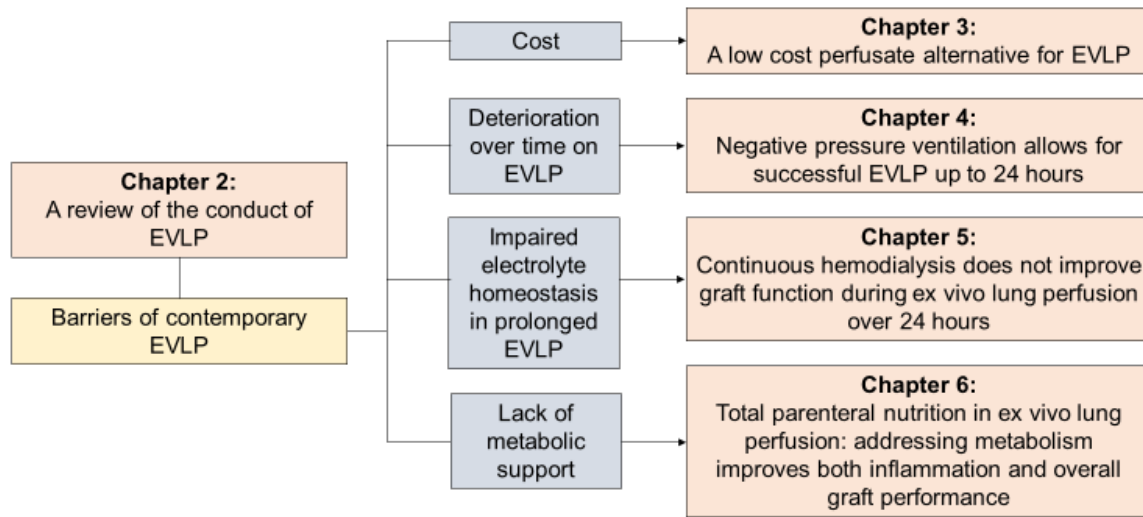 Chapter 2:
A review of the conduct of
EVLP
Barriers of contemporary
EVLP
Cost
Chapter 3:
A low cost perfusate alternative for EVLP
Deterioration
over time on
EVLP
Chapter 4:
Negative pressure ventilation allows for
successful EVLP up to 24 hours
Impaired
electrolyte
homeostasis
in prolonged
EVLP
Chapter 5:
Continuous hemodialysis does not improve
graft function during ex vivo lung perfusion
over 24 hours
Lack of
metabolic
support
Chapter 6:
Total parenteral nutrition in ex vivo lung
perfusion: addressing metabolism
improves both inflammation and overall
graft performance